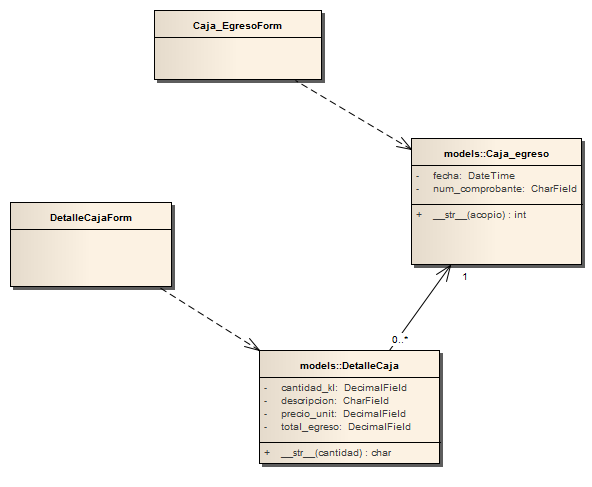 Caja_EgresoForm
models::Caja_egreso
- fecha: DateTime
- num_comprobante: CharField
+ __str__(acopio) : int
DetalleCajaForm
1
0..*
models::DetalleCaja
- cantidad_kl: DecimalField
- descripcion: CharField
- precio_unit: DecimalField
- total_egreso: DecimalField
+ __str__(cantidad) : char